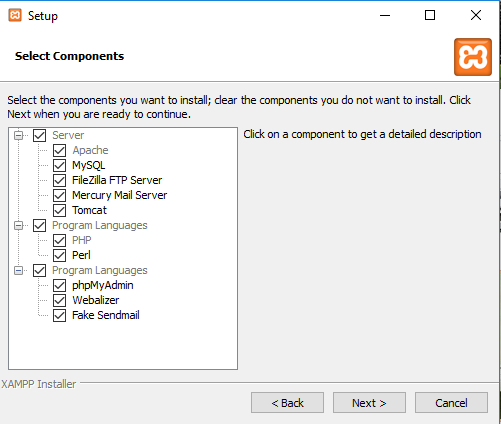 Setup
Select Components
Select the components you want to install; clear the components you do not want to install. Click
Next when you are ready to continue.
Server
Apache
MySQL
FileZilla FTP Server
Mercury Mail Server
Tomcat
Program Languages
PHP
Perl
Program Languages
phpMyAdmin
Webalizer
Fake Sendmail
Click on a component to get a detailed description
XAMPP Installer
< Back
Next >
Cancel